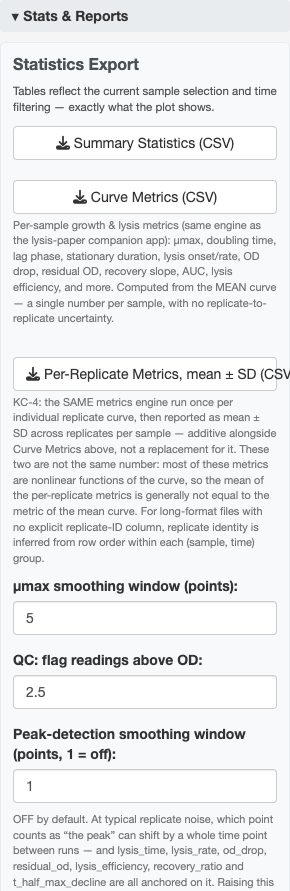 ▾ Stats & Reports
Statistics Export
Tables reflect the current sample selection and time
filtering — exactly what the plot shows.
Summary Statistics (CSV)
Curve Metrics (CSV)
Per-sample growth & lysis metrics (same engine as
the lysis-paper companion app): µmax, doubling time,
lag phase, stationary duration, lysis onset/rate, OD
drop, residual OD, recovery slope, AUC, lysis
efficiency, and more. Computed from the MEAN curve
— a single number per sample, with no replicate-to-
replicate uncertainty.
Per-Replicate Metrics, mean ± SD (CSV
KC-4: the SAME metrics engine run once per
individual replicate curve, then reported as mean ±
SD across replicates per sample — additive alongside
Curve Metrics above, not a replacement for it. These
two are not the same number: most of these metrics
are nonlinear functions of the curve, so the mean of
the per-replicate metrics is generally not equal to the
metric of the mean curve. For long-format files with
no explicit replicate-ID column, replicate identity is
inferred from row order within each (sample, time)
group.
µmax smoothing window (points):
5
QC: flag readings above OD:
2.5
Peak-detection smoothing window
(points, 1 = off):
1
OFF by default. At typical replicate noise, which point
counts as “the peak” can shift by a whole time point
between runs — and lysis_time, lysis_rate, od_drop,
residual_od, lysis_efficiency, recovery_ratio and
t_half_max_decline are all anchored on it. Raising this